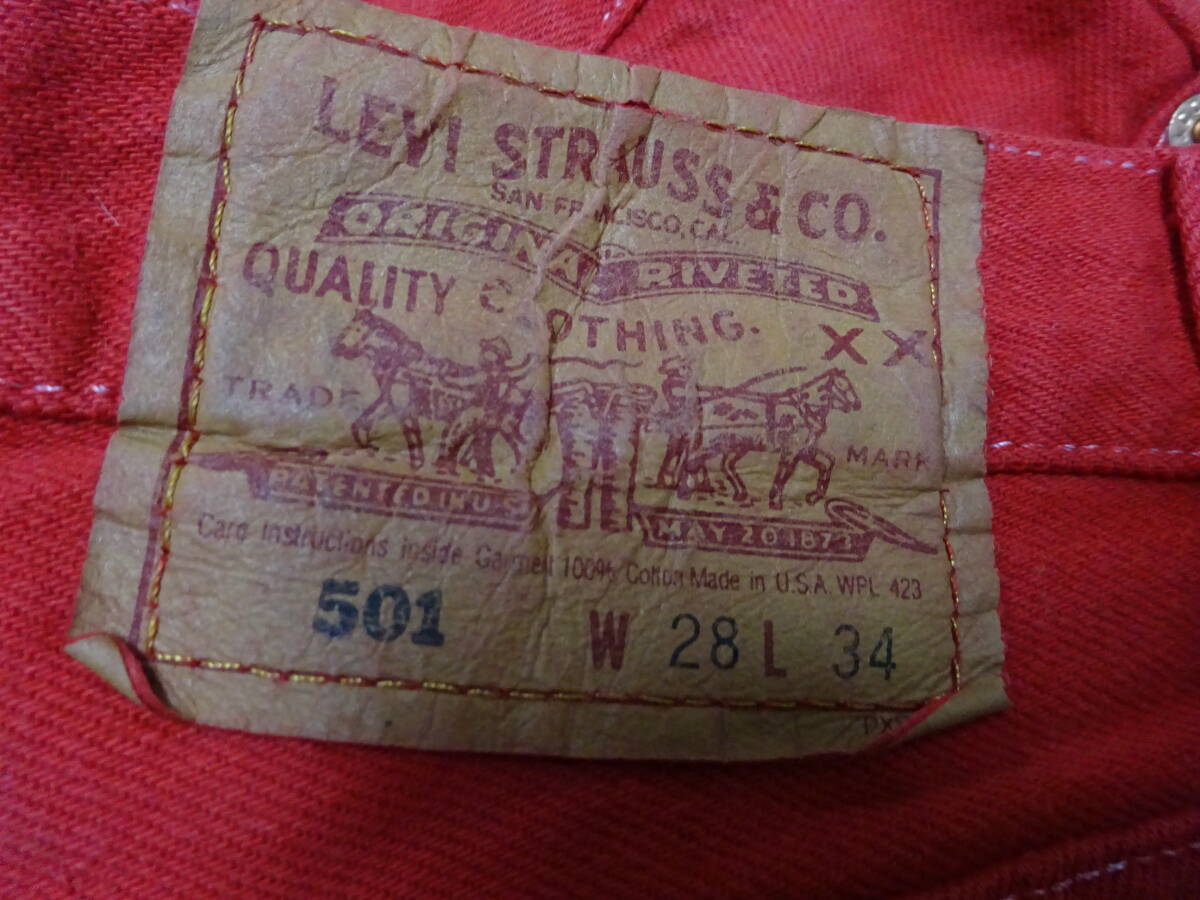 LEVI STRAUSS & CO.
SAN FRANCISCO, CAL.
ORIGINAL RIVETED
QUALITY CLOTHING. XX
TRADE MARK
PATENTED IN U.S. MAY 20 1873
Care Instructions inside Garment 100% Cotton Made in U.S.A. WPL 423
501 W 28 L 34